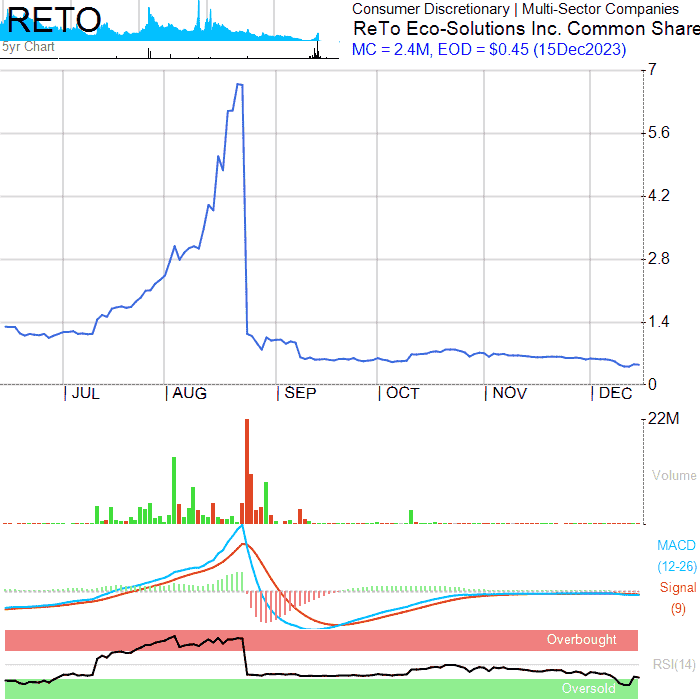 RETO
5yr Chart
Consumer Discretionary | Multi-Sector Companies
ReTo Eco-Solutions Inc. Common Share
MC = 2.4M, EOD = $0.45 (15Dec2023)
7
5.6
4.2
2.8
1.4
0
JUL
AUG
SEP
OCT
NOV
DEC
22M
Volume
MACD
(12-26)
Signal
(9)
Overbought
RSI(14)
Oversold